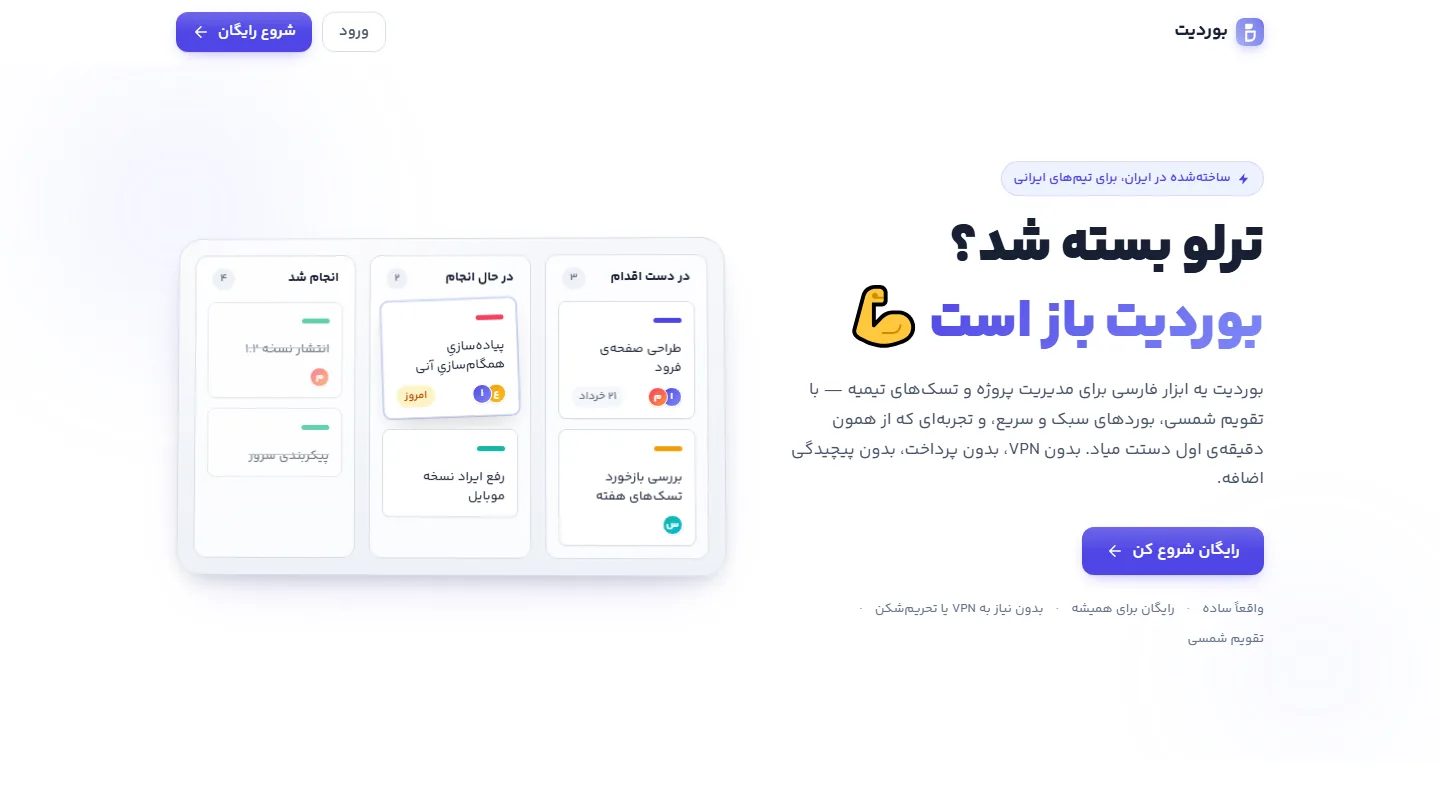 بوردیت
ورود
شروع رایگان
ساخته‌شده در ایران، برای تیم‌های ایرانی
ترلو بسته شد؟
بوردیت باز است
بوردیت یه ابزار فارسی برای مدیریت پروژه و تسک‌های تیمیه — با
تقویم شمسی، بوردهای سبک و سریع، و تجربه‌ای که از همون
دقیقه‌ی اول دستت میاد. بدون VPN، بدون پرداخت، بدون پیچیدگی
اضافه.
رایگان شروع کن
واقعاً ساده · رایگان برای همیشه · بدون نیاز به VPN یا تحریم‌شکن ·
تقویم شمسی
در دست اقدام ۳
طراحی صفحه‌ی
فرود
ا م ۲۱ خرداد
بررسی بازخورد
تسک‌های هفته
س
در حال انجام ۲
پیاده‌سازیِ
همگام‌سازیِ آنی
ع ا امروز
رفع ایراد نسخه
موبایل
انجام شد ۴
انتشار نسخه ۱.۲
م
پیکربندی سرور